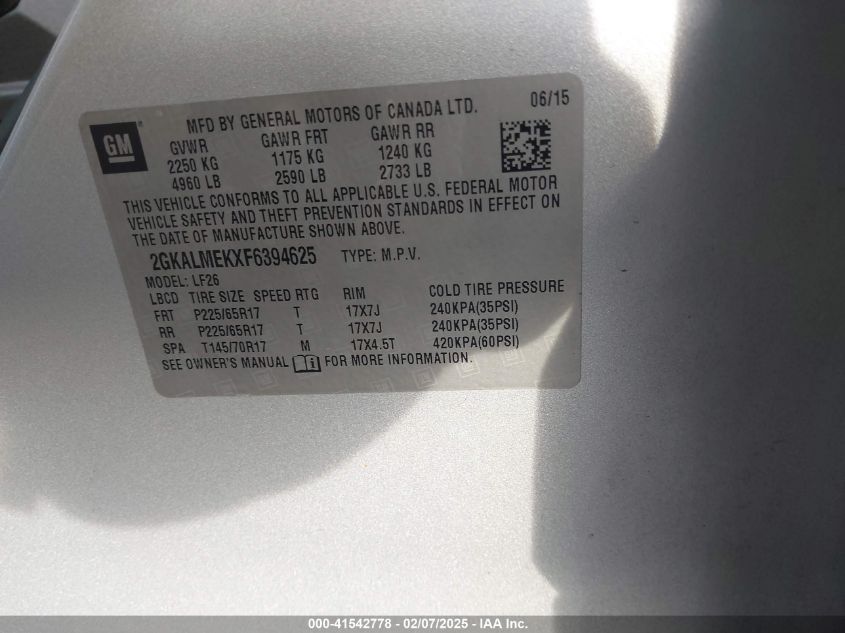 MFD BY GENERAL MOTORS OF CANADA LTD. 06/15
GM
GVWR GAWR FRT GAWR RR
2250 KG 1175 KG 1240 KG
4960 LB 2590 LB 2733 LB
THIS VEHICLE CONFORMS TO ALL APPLICABLE U.S. FEDERAL MOTOR
VEHICLE SAFETY AND THEFT PREVENTION STANDARDS IN EFFECT ON
THE DATE OF MANUFACTURE SHOWN ABOVE.
2GKALMEKXF6394625 TYPE: M.P.V.
MODEL: LF26
LBCD TIRE SIZE SPEED RTG RIM COLD TIRE PRESSURE
FRT P225/65R17 T 17X7J 240KPA(35PSI)
RR P225/65R17 T 17X7J 240KPA(35PSI)
SPA T145/70R17 M 17X4.5T 420KPA(60PSI)
SEE OWNER'S MANUAL FOR MORE INFORMATION.
000-41542778 - 02/07/2025 - IAA Inc.